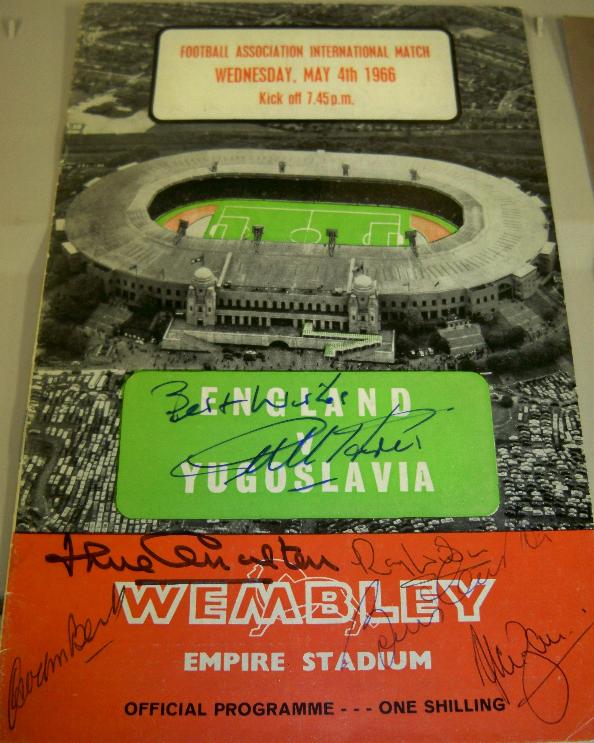 FOOTBALL ASSOCIATION INTERNATIONAL MATCH
WEDNESDAY, MAY 4th 1966
Kick off 7.45 p.m.
Best Wishes
ENGLAND
V
YUGOSLAVIA
WEMBLEY
EMPIRE STADIUM
OFFICIAL PROGRAMME --- ONE SHILLING